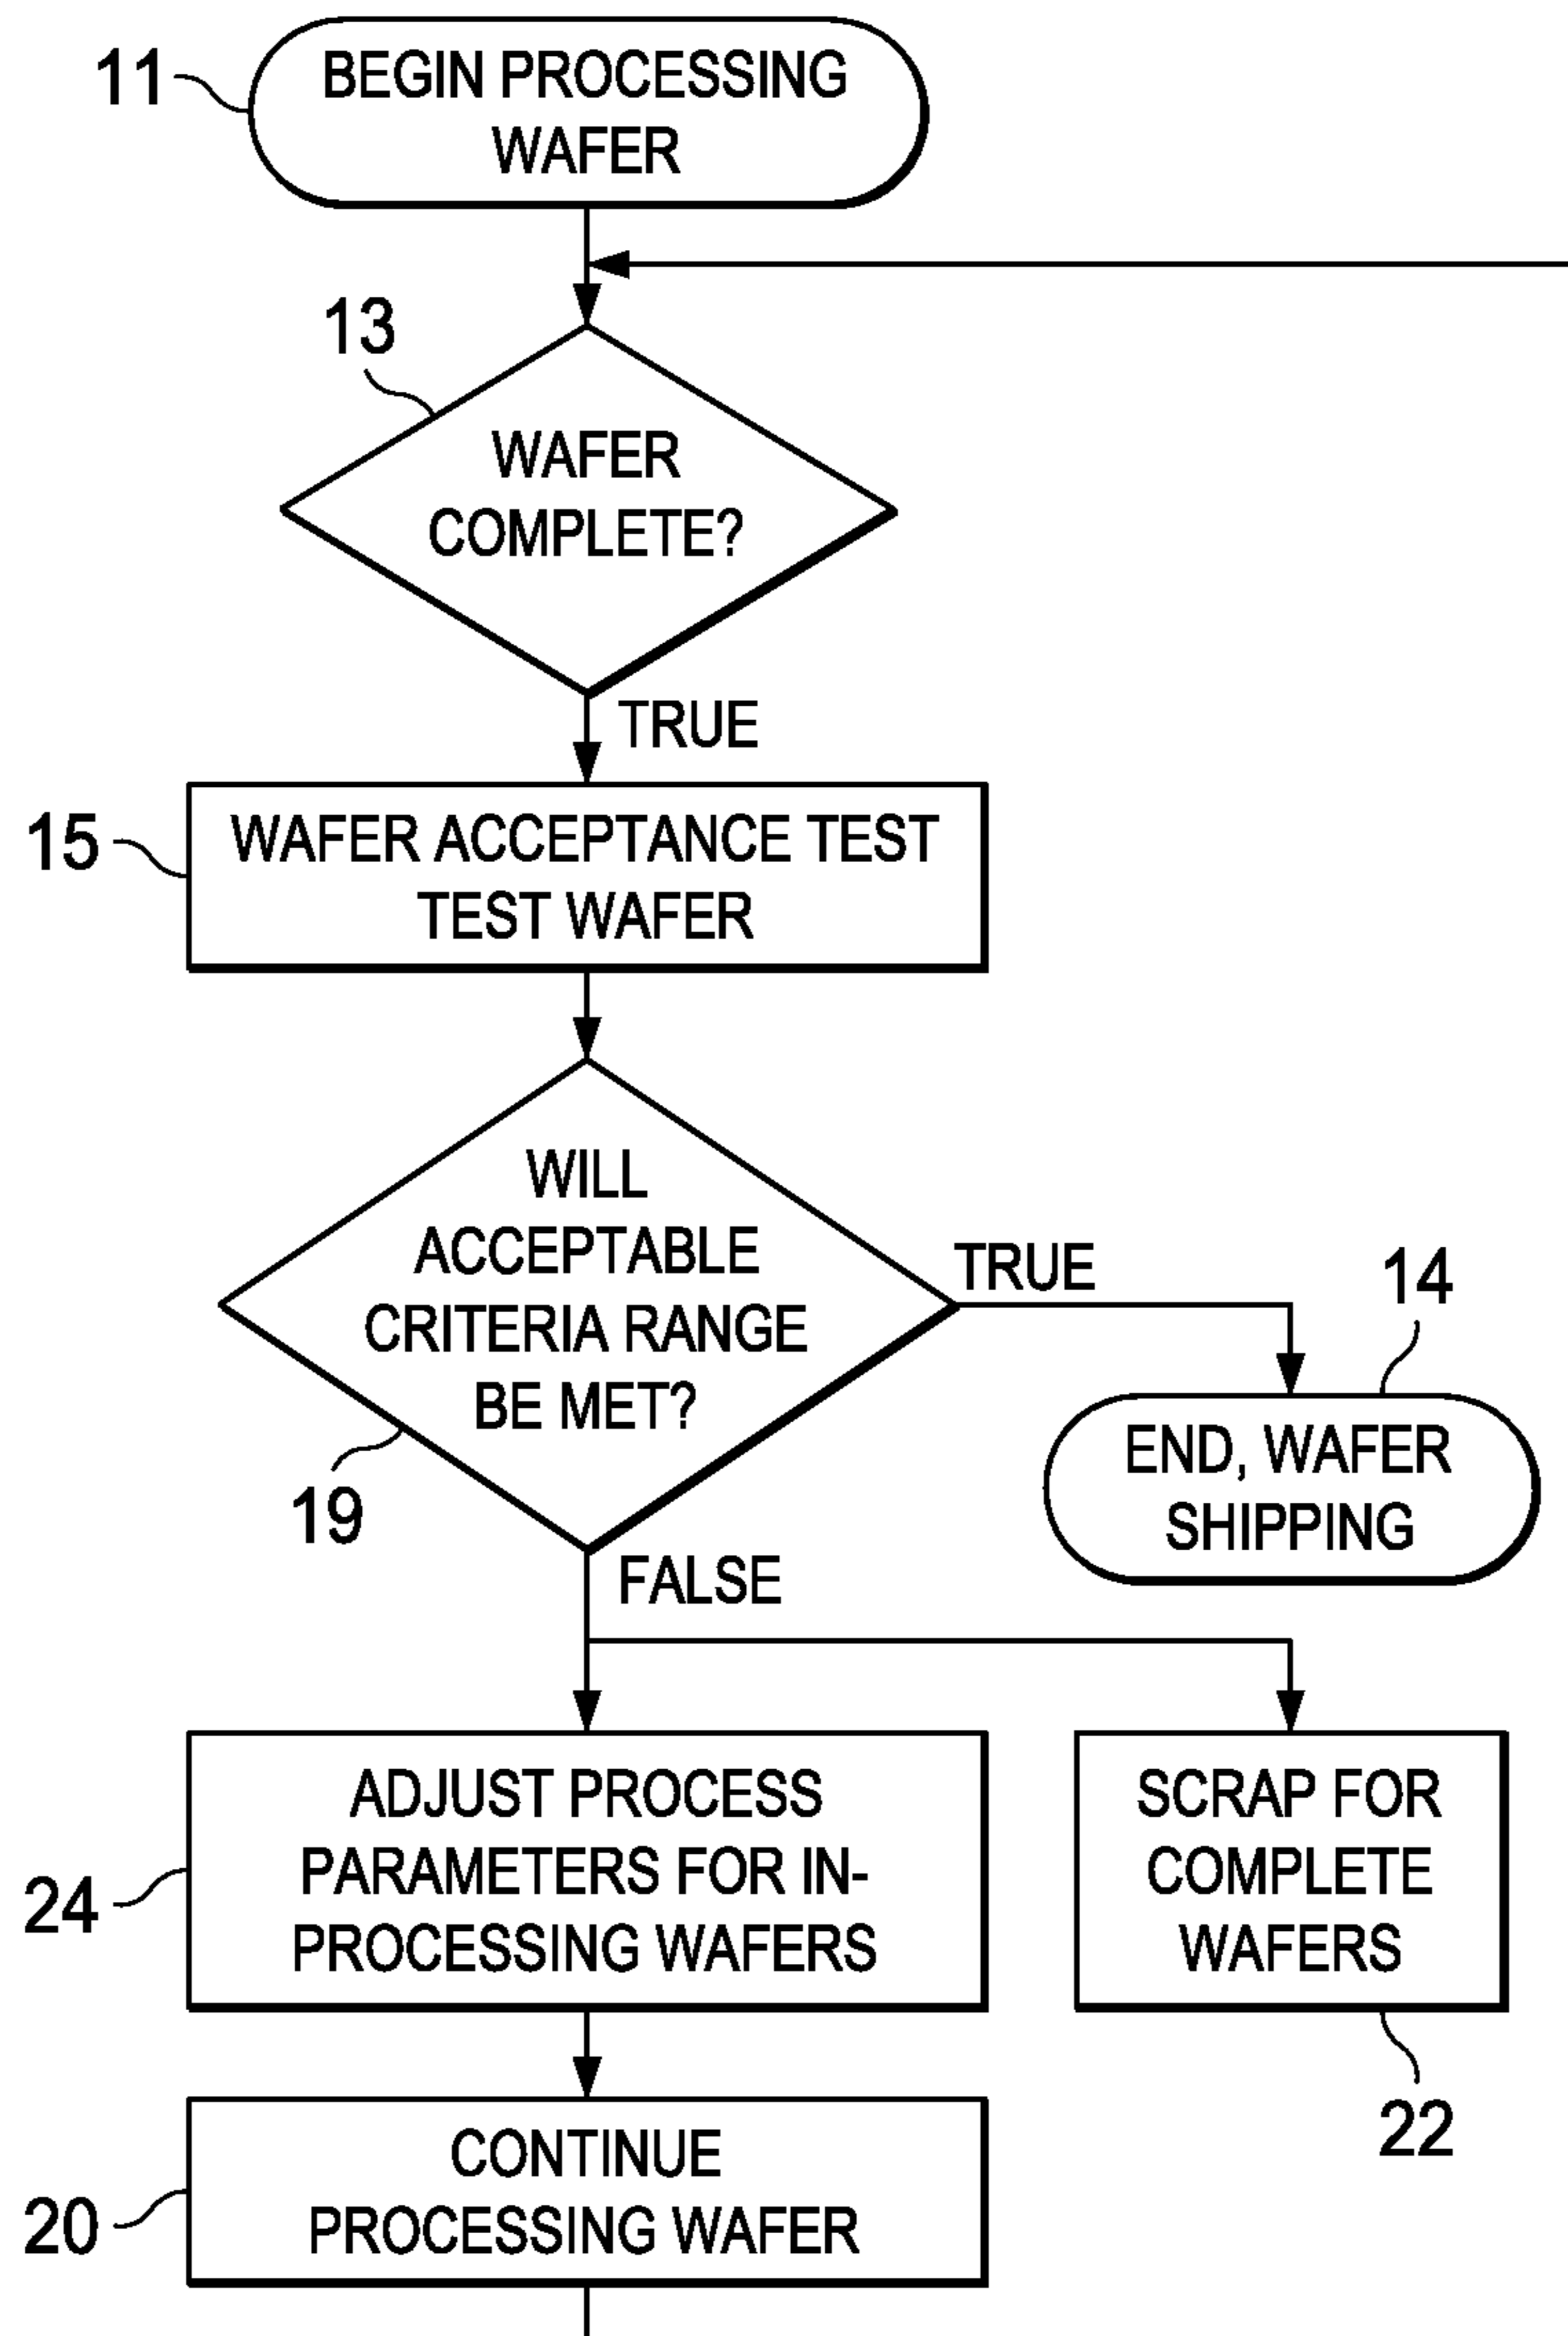 11
BEGIN PROCESSING
WAFER
13
WAFER
COMPLETE?
TRUE
15
WAFER ACCEPTANCE TEST
TEST WAFER
WILL
ACCEPTABLE
CRITERIA RANGE
BE MET?
19
TRUE
14
END, WAFER
SHIPPING
FALSE
24
ADJUST PROCESS
PARAMETERS FOR IN-
PROCESSING WAFERS
SCRAP FOR
COMPLETE
WAFERS
22
20
CONTINUE
PROCESSING WAFER